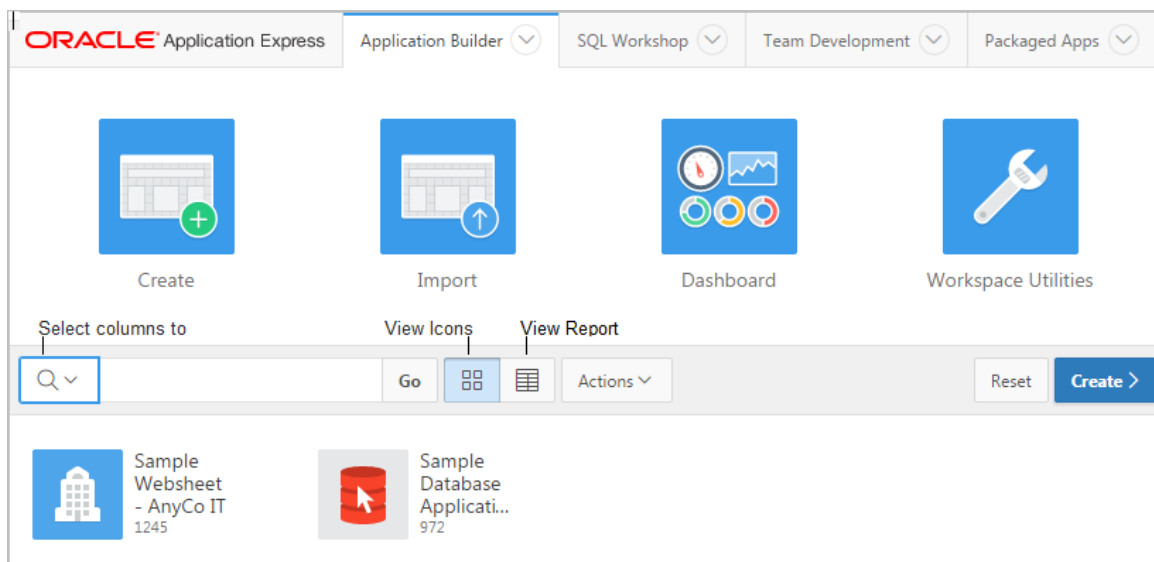 ORACLE Application Express Application Builder SQL Workshop Team Development Packaged Apps
Create Import Dashboard Workspace Utilities
Select columns to View Icons View Report
Go Actions Reset Create
Sample
Websheet
- AnyCo IT
1245
Sample
Database
Applicati...
972